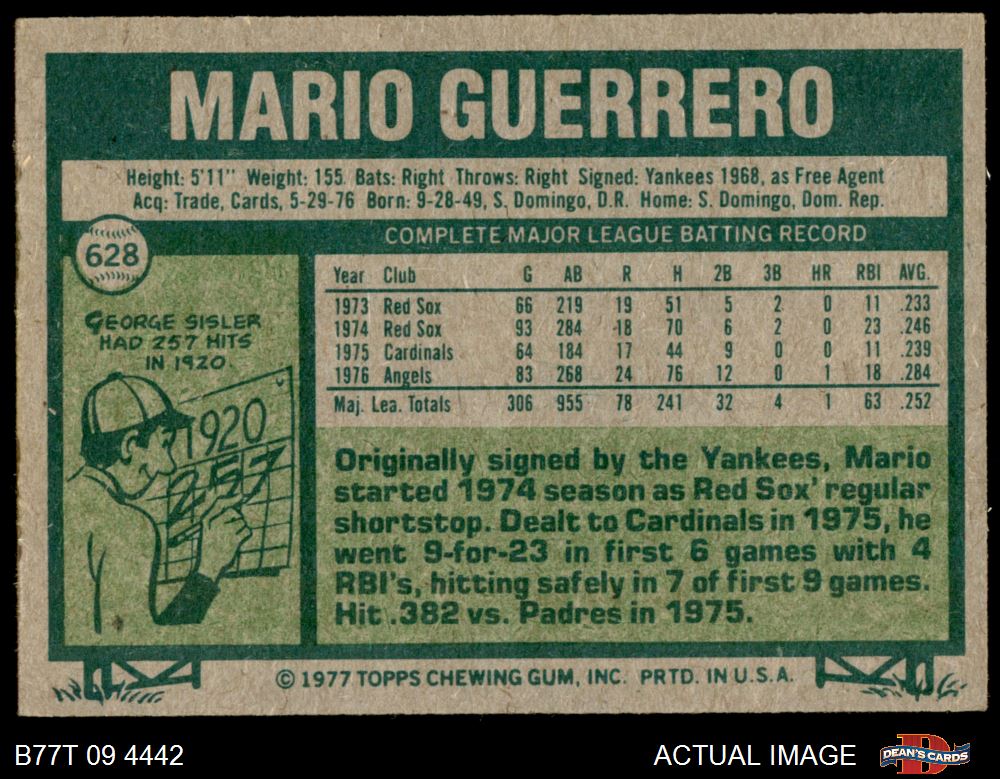 MARIO GUERRERO
Height: 5'11" Weight: 155 Bats: Right Throws: Right Signed: Yankees 1968, as Free Agent
Acq: Trade, Cards, 5-29-76 Born: 9-28-49, S. Domingo, D.R. Home: S. Domingo, Dom. Rep.
628
GEORGE SISLER
HAD 257 HITS
IN 1920.
1920
257
COMPLETE MAJOR LEAGUE BATTING RECORD
Year Club G AB R H 2B 3B HR RBI AVG.
1973 Red Sox 66 219 19 51 5 2 0 11 .233
1974 Red Sox 93 284 18 70 6 2 0 23 .246
1975 Cardinals 64 184 17 44 9 0 0 11 .239
1976 Angels 83 268 24 76 12 0 1 18 .284
Maj. Lea. Totals 306 955 78 241 32 4 1 63 .252
Originally signed by the Yankees, Mario
started 1974 season as Red Sox' regular
shortstop. Dealt to Cardinals in 1975, he
went 9-for-23 in first 6 games with 4
RBI's, hitting safely in 7 of first 9 games.
Hit .382 vs. Padres in 1975.
© 1977 TOPPS CHEWING GUM, INC. PRTD. IN U.S.A.
B77T 09 4442
ACTUAL IMAGE
D
DEAN'S CARDS